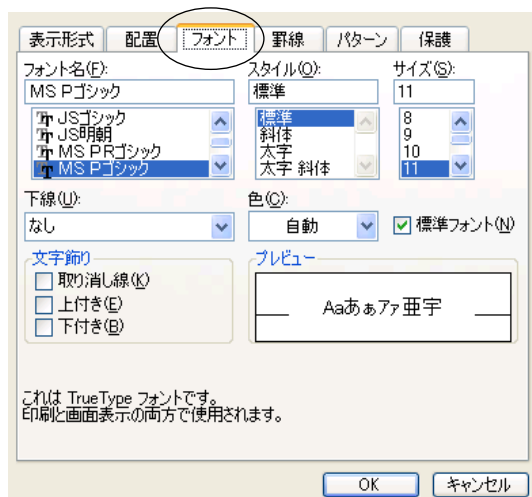 表示形式 配置 フォント 罫線 パターン 保護
フォント名(F): スタイル(O): サイズ(S):
MS Pゴシック 標準 11
JSゴシック 標準 8
JS明朝 斜体 9
MS PRゴシック 太字 10
MS Pゴシック 太字 斜体 11
下線(U): 色(C):
なし 自動 標準フォント(N)
文字飾り プレビュー
取り消し線(K)
上付き(E) Aaあぁアァ亜宇
下付き(B)
これは TrueType フォントです。
印刷と画面表示の両方で使用されます。
OK キャンセル